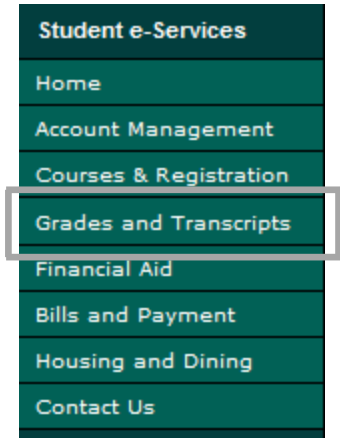 Student e-Services
Home
Account Management
Courses & Registration
Grades and Transcripts
Financial Aid
Bills and Payment
Housing and Dining
Contact Us